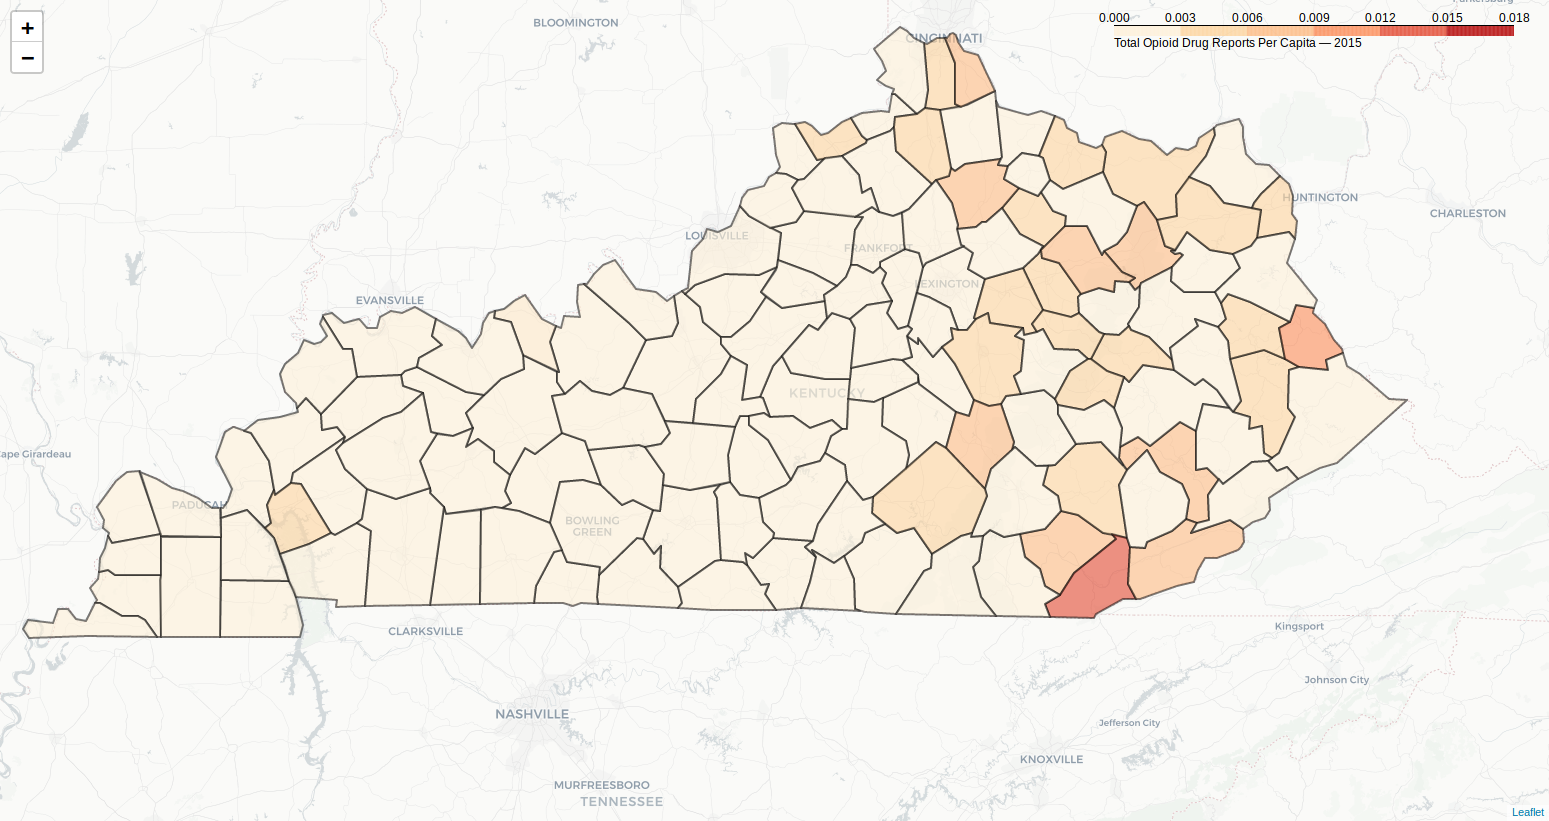 +
−
BLOOMINGTON
CINCINNATI
0.000 0.003 0.006 0.009 0.012 0.015 0.018
Total Opioid Drug Reports Per Capita — 2015
HUNTINGTON
CHARLESTON
LOUISVILLE
FRANKFORT
LEXINGTON
EVANSVILLE
KENTUCKY
Cape Girardeau
PADUCAH
BOWLING
GREEN
CLARKSVILLE
Kingsport
Johnson City
NASHVILLE
Jefferson City
KNOXVILLE
MURFREESBORO
TENNESSEE
Leaflet